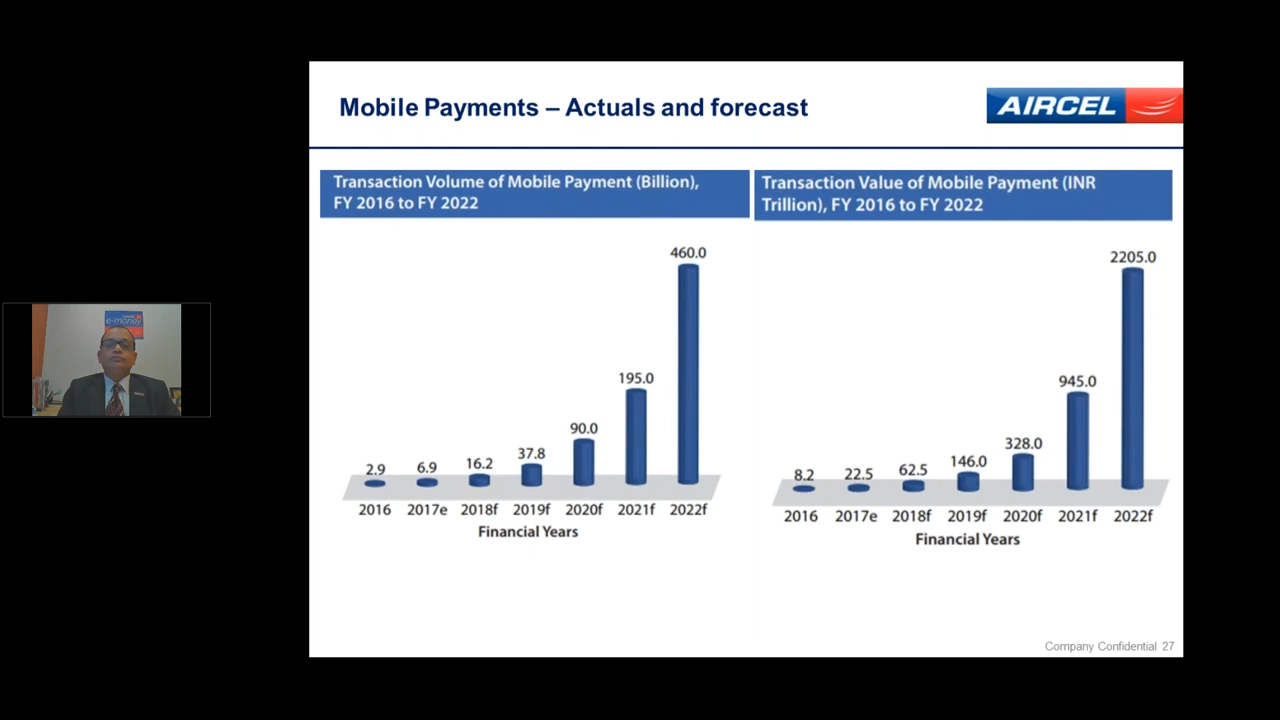 Mobile Payments – Actuals and forecast
AIRCEL
Transaction Volume of Mobile Payment (Billion),
FY 2016 to FY 2022
460.0
195.0
90.0
37.8
16.2
6.9
2.9
2016 2017e 2018f 2019f 2020f 2021f 2022f
Financial Years
Transaction Value of Mobile Payment (INR
Trillion), FY 2016 to FY 2022
2205.0
945.0
328.0
146.0
62.5
22.5
8.2
2016 2017e 2018f 2019f 2020f 2021f 2022f
Financial Years
e-money
Company Confidential 27